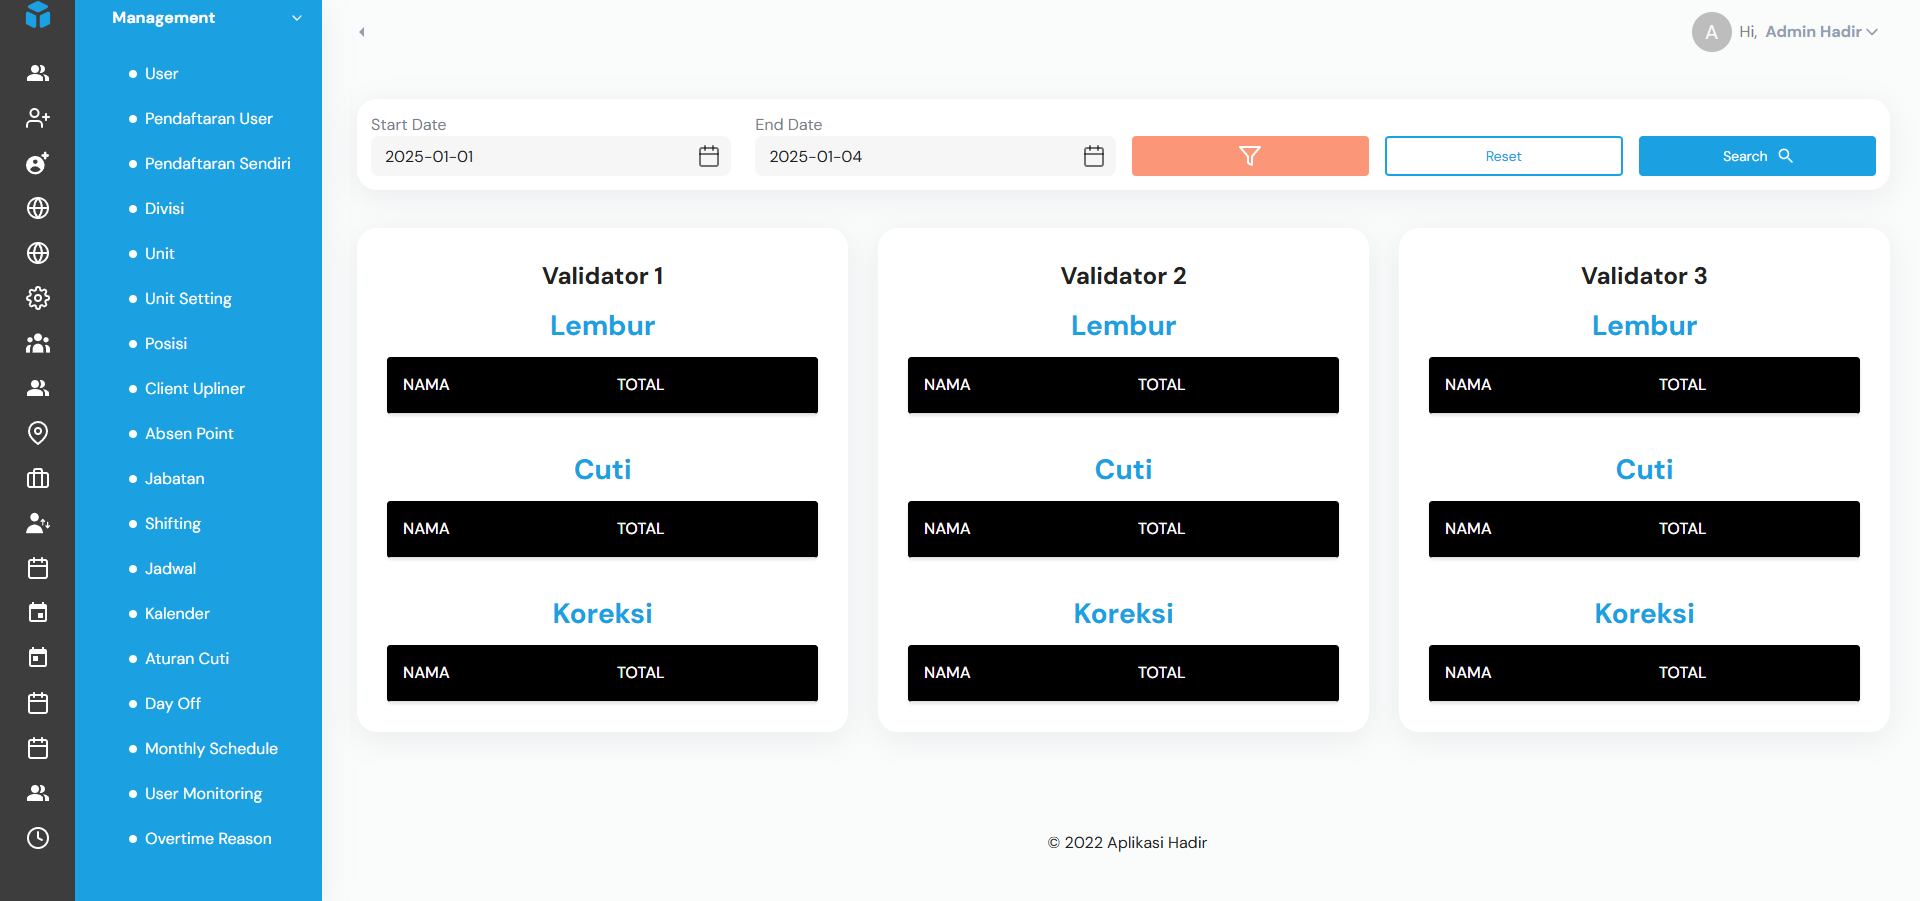 Management
User
Pendaftaran User
Pendaftaran Sendiri
Divisi
Unit
Unit Setting
Posisi
Client Upliner
Absen Point
Jabatan
Shifting
Jadwal
Kalender
Aturan Cuti
Day Off
Monthly Schedule
User Monitoring
Overtime Reason
A Hi, Admin Hadir
Start Date End Date
2025-01-01 2025-01-04 Reset Search
Validator 1
Lembur
NAMA TOTAL
Cuti
NAMA TOTAL
Koreksi
NAMA TOTAL
Validator 2
Lembur
NAMA TOTAL
Cuti
NAMA TOTAL
Koreksi
NAMA TOTAL
Validator 3
Lembur
NAMA TOTAL
Cuti
NAMA TOTAL
Koreksi
NAMA TOTAL
© 2022 Aplikasi Hadir